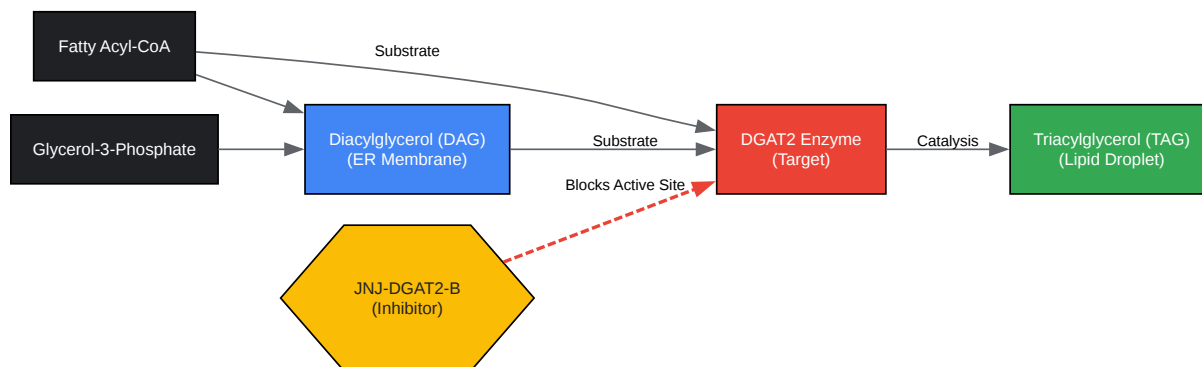 Fatty Acyl-CoA
Substrate
Glycerol-3-Phosphate
Diacylglycerol (DAG)
(ER Membrane)
Substrate
DGAT2 Enzyme
(Target)
Catalysis
Triacylglycerol (TAG)
(Lipid Droplet)
Blocks Active Site
JNJ-DGAT2-B
(Inhibitor)